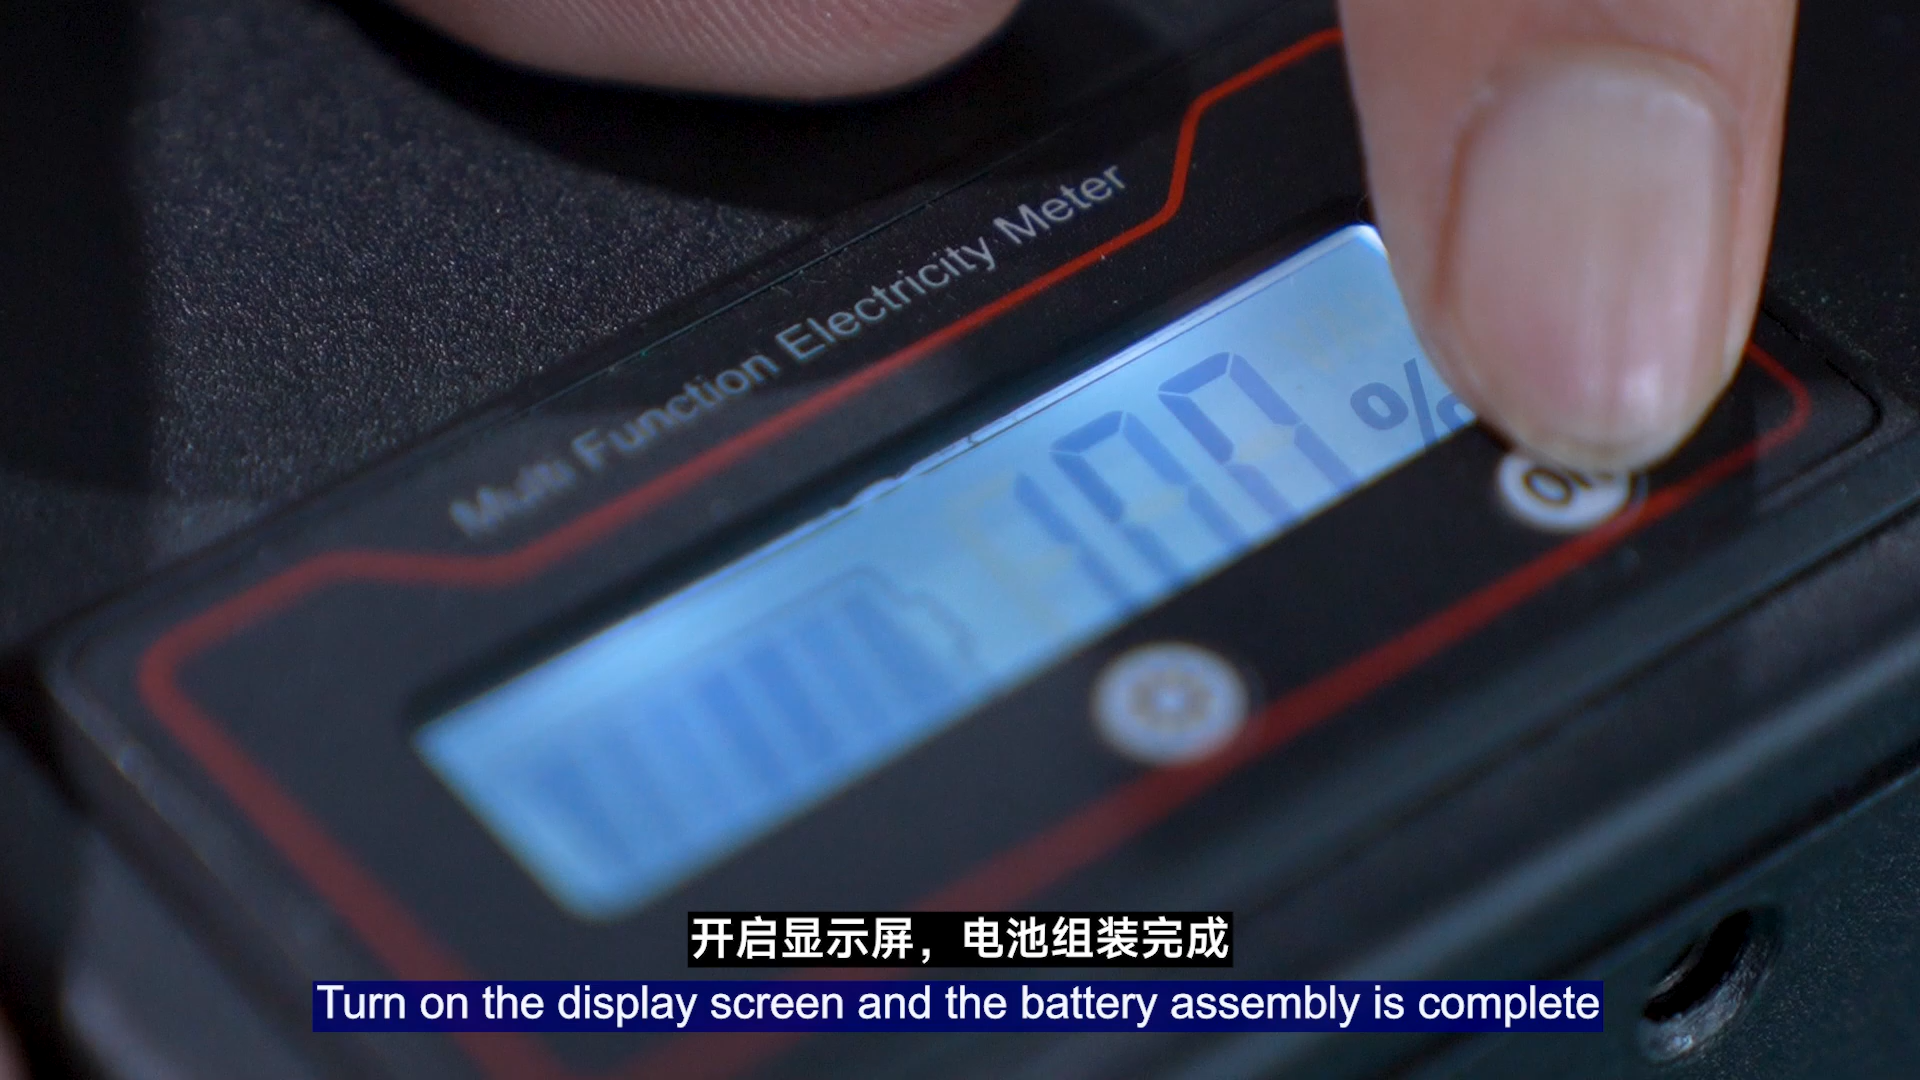 Multi Function Electricity Meter
100 %
开启显示屏，电池组装完成
Turn on the display screen and the battery assembly is complete